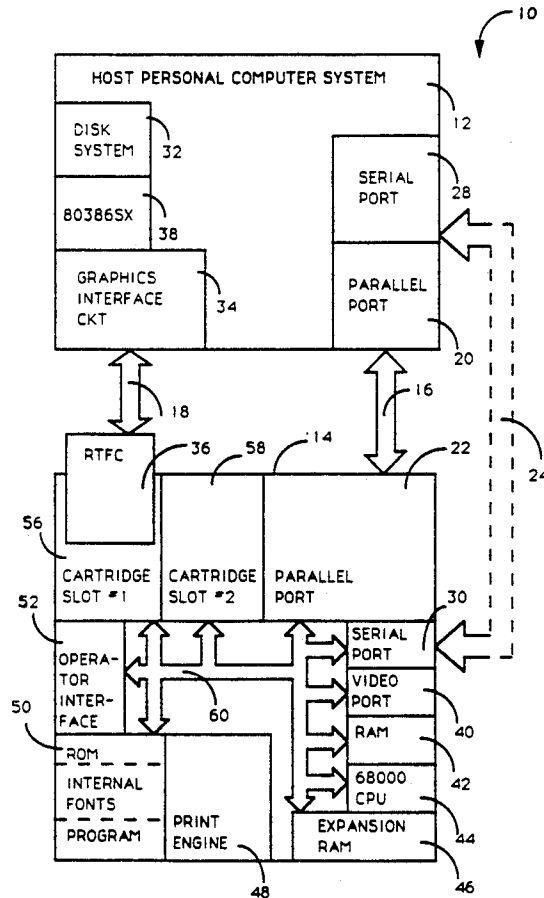 10
HOST PERSONAL COMPUTER SYSTEM
12
DISK
SYSTEM
32
SERIAL
PORT
28
80386SX
38
GRAPHICS
INTERFACE
CKT
34
PARALLEL
PORT
20
18
16
24
RTFC
36
58
114
22
56
CARTRIDGE
SLOT #1
CARTRIDGE
SLOT #2
PARALLEL
PORT
52
OPERA-
TOR
INTER-
FACE
60
SERIAL
PORT
30
VIDEO
PORT
40
RAM
42
68000
CPU
44
50
ROM
INTERNAL
FONTS
PROGRAM
PRINT
ENGINE
48
EXPANSION
RAM
46